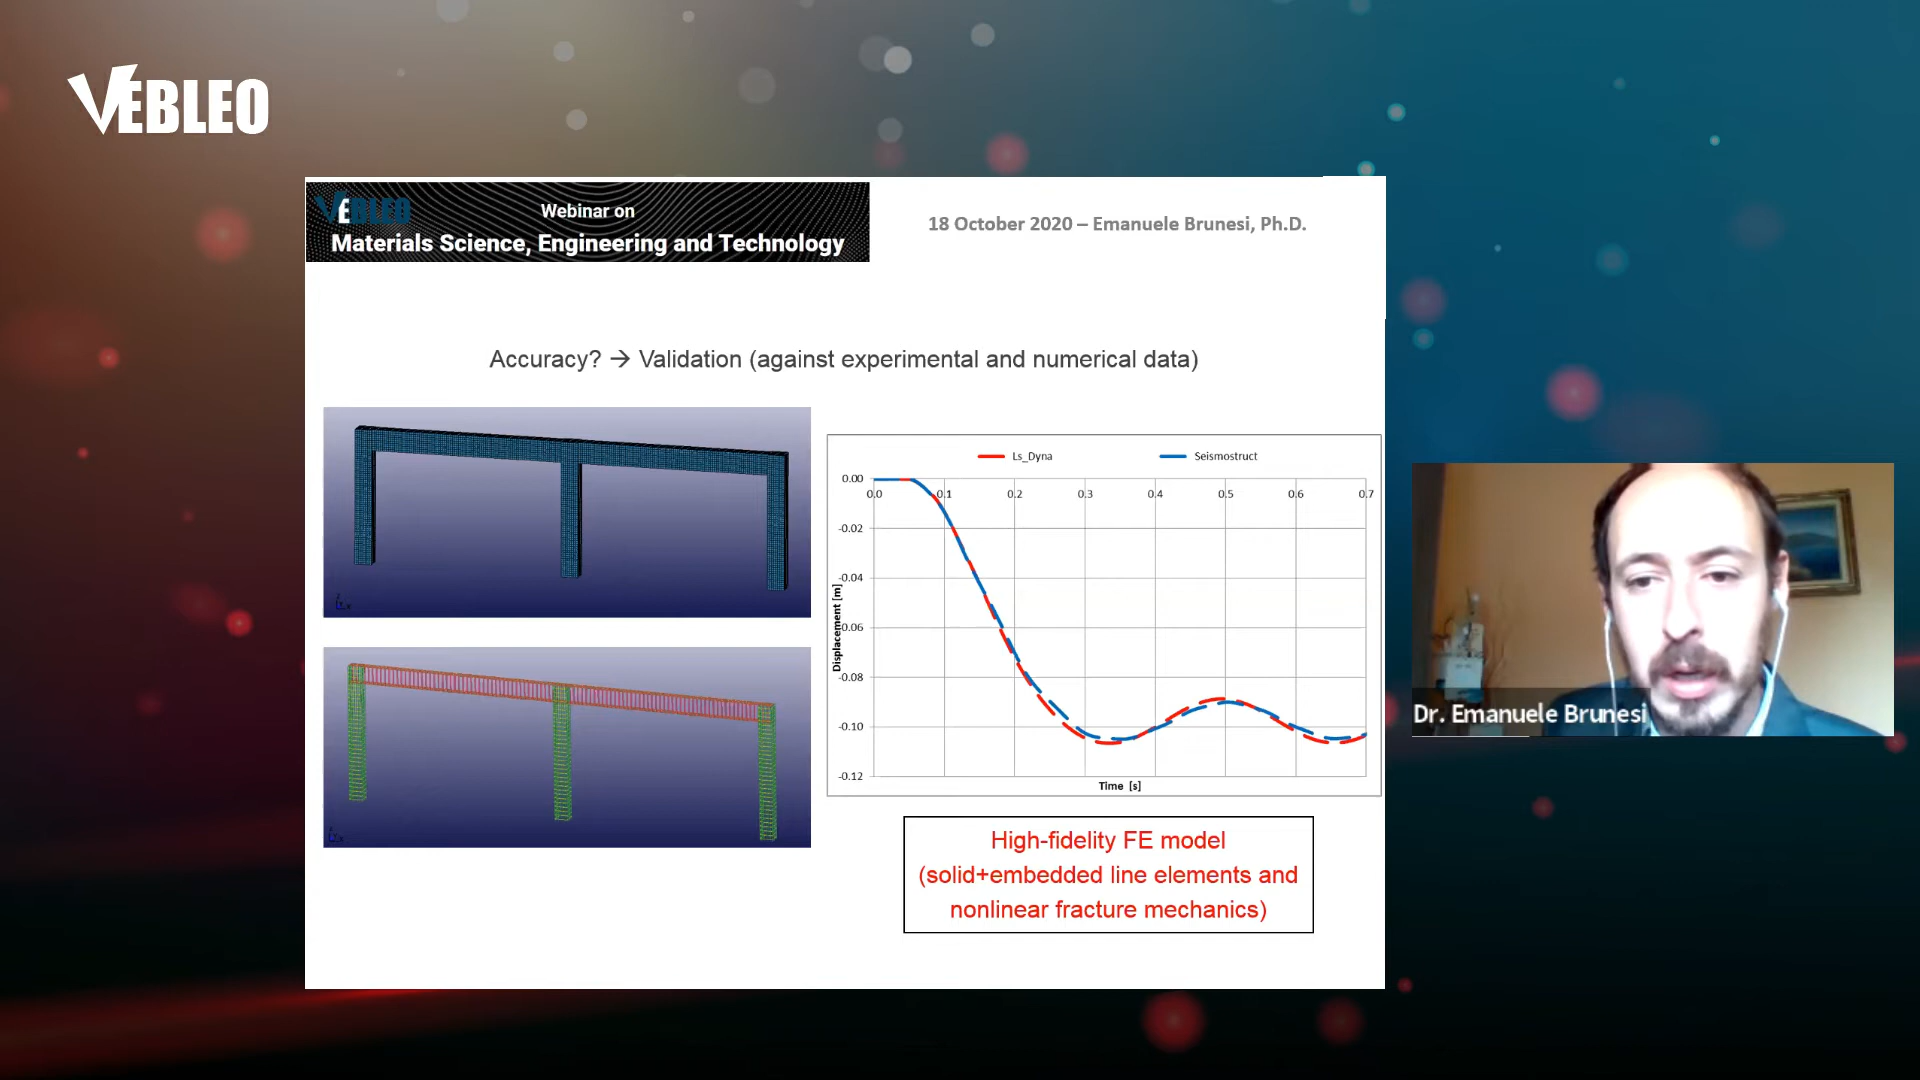 VEBLEO
VEBLEO
Webinar on
Materials Science, Engineering and Technology
18 October 2020 – Emanuele Brunesi, Ph.D.
Accuracy? → Validation (against experimental and numerical data)
Ls_Dyna
Seismostruct
0.00
0.0
0.1
0.2
0.3
0.4
0.5
0.6
0.7
-0.02
-0.04
-0.06
-0.08
-0.10
-0.12
Displacement [m]
Time [s]
High-fidelity FE model
(solid+embedded line elements and
nonlinear fracture mechanics)
Dr. Emanuele Brunesi